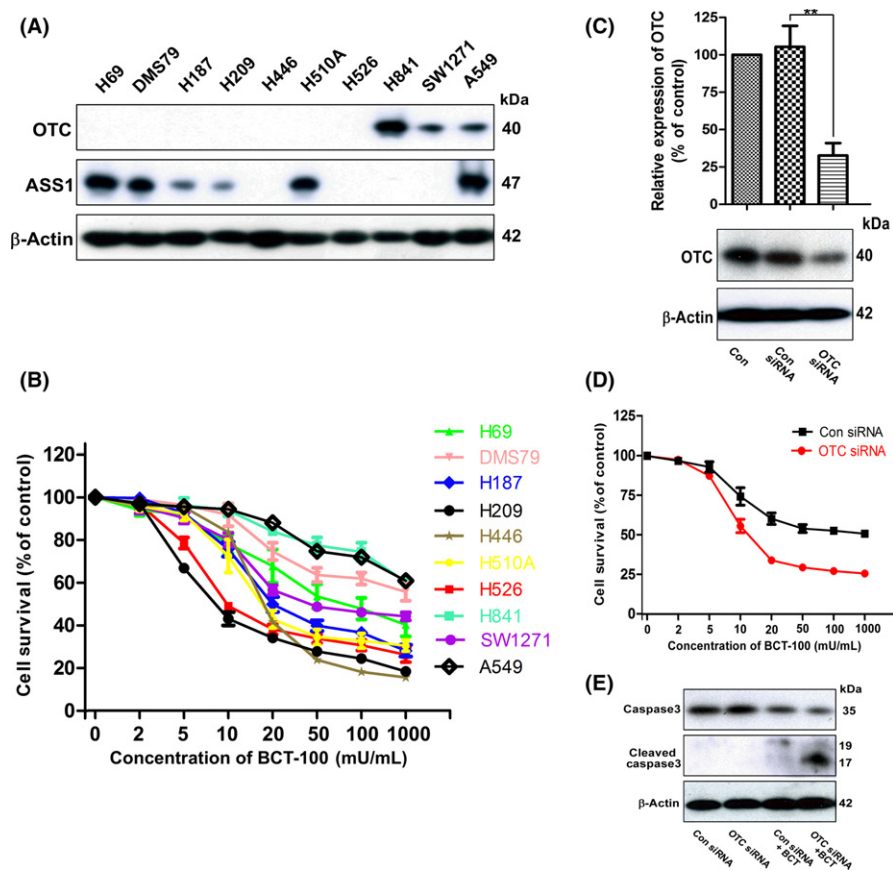 (A)
H69 DMS79 H187 H209 H446 H510A H526 H841 SW1271 A549
kDa
OTC 40
ASS1 47
β-Actin 42
(C)
**
Relative expression of OTC
(% of control)
125
100
75
50
25
0
kDa
OTC 40
β-Actin 42
Con
Con siRNA
OTC siRNA
(B)
Cell survival (% of control)
120
100
80
60
40
20
0
0 2 5 10 20 50 100 1000
Concentration of BCT-100 (mU/mL)
H69
DMS79
H187
H209
H446
H510A
H526
H841
SW1271
A549
(D)
Cell survival (% of control)
125
100
75
50
25
0
Con siRNA
OTC siRNA
0 2 5 10 20 50 100 1000
Concentration of BCT-100 (mU/mL)
(E)
kDa
Caspase3 35
Cleaved
caspase3
19
17
β-Actin 42
Con siRNA
OTC siRNA
Con siRNA
+ BCT
OTC siRNA
+BCT